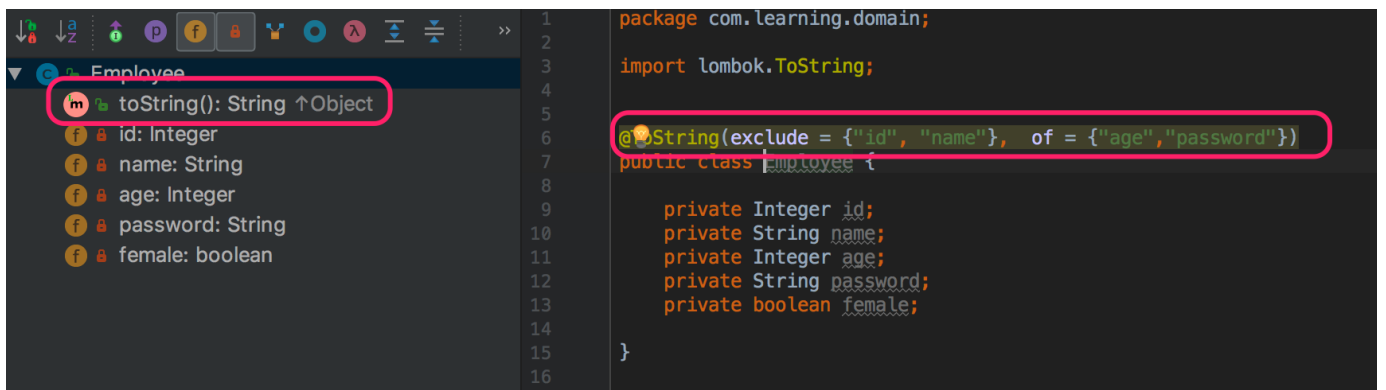 Employee
toString(): String ↑Object
id: Integer
name: String
age: Integer
password: String
female: boolean
1 package com.learning.domain;
2
3 import lombok.ToString;
4
5
6 @ToString(exclude = {"id", "name"}, of = {"age","password"})
7 public class Employee {
8
9 private Integer id;
10 private String name;
11 private Integer age;
12 private String password;
13 private boolean female;
14
15 }
16